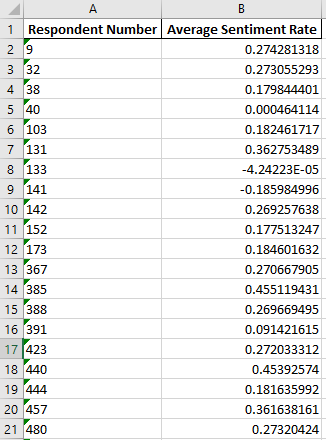 A B
1 Respondent Number Average Sentiment Rate
2 9 0.274281318
3 32 0.273055293
4 38 0.179844401
5 40 0.000464114
6 103 0.182461717
7 131 0.362753489
8 133 -4.24223E-05
9 141 -0.185984996
10 142 0.269257638
11 152 0.177513247
12 173 0.184601632
13 367 0.270667905
14 385 0.455119431
15 388 0.269669495
16 391 0.091421615
17 423 0.272033312
18 440 0.45392574
19 444 0.181635992
20 457 0.361638161
21 480 0.27320424